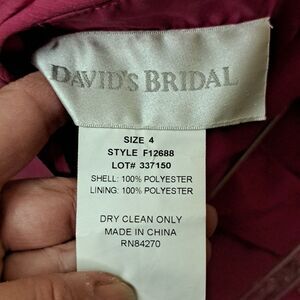 DAVID'S BRIDAL
SIZE 4
STYLE F12688
LOT# 337150
SHELL: 100% POLYESTER
LINING: 100% POLYESTER
DRY CLEAN ONLY
MADE IN CHINA
RN84270